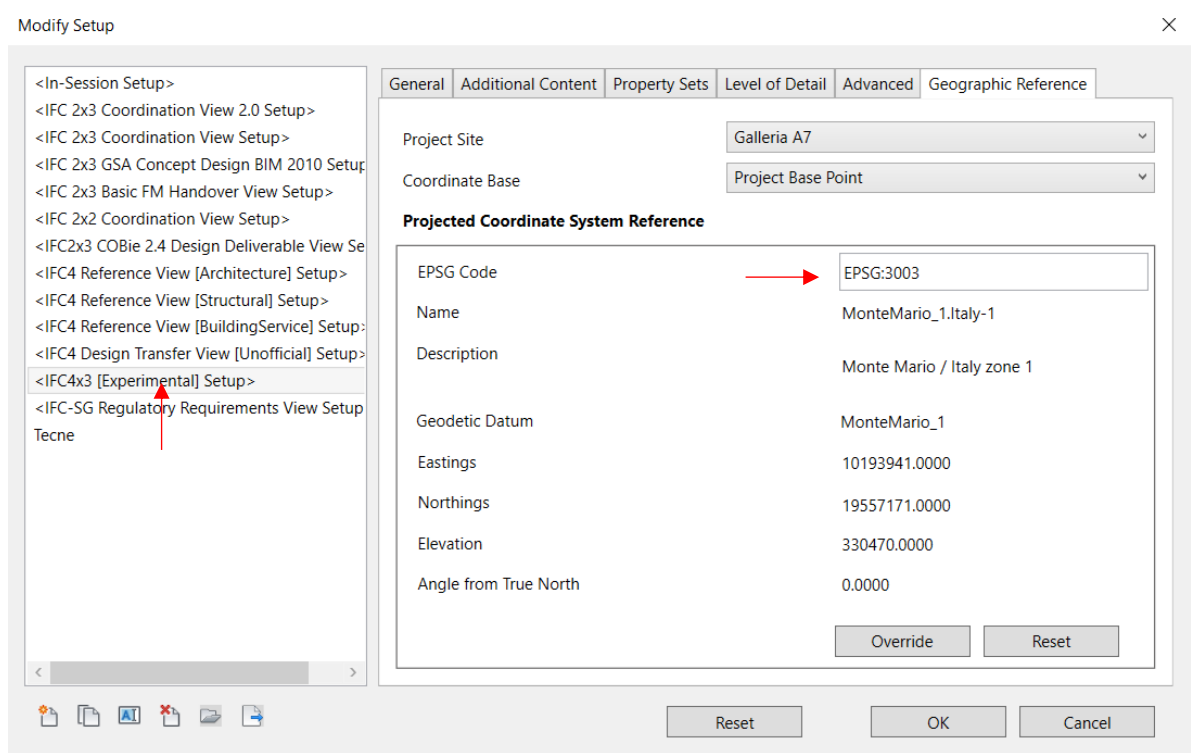 Modify Setup
<In-Session Setup>
<IFC 2x3 Coordination View 2.0 Setup>
<IFC 2x3 Coordination View Setup>
<IFC 2x3 GSA Concept Design BIM 2010 Setup
<IFC 2x3 Basic FM Handover View Setup>
<IFC 2x2 Coordination View Setup>
<IFC2x3 COBie 2.4 Design Deliverable View Se
<IFC4 Reference View [Architecture] Setup>
<IFC4 Reference View [Structural] Setup>
<IFC4 Reference View [BuildingService] Setup>
<IFC4 Design Transfer View [Unofficial] Setup>
<IFC4x3 [Experimental] Setup>
<IFC-SG Regulatory Requirements View Setup
Tecne
General Additional Content Property Sets Level of Detail Advanced Geographic Reference
Project Site Galleria A7
Coordinate Base Project Base Point
Projected Coordinate System Reference
EPSG Code EPSG:3003
Name MonteMario_1.Italy-1
Description Monte Mario / Italy zone 1
Geodetic Datum MonteMario_1
Eastings 10193941.0000
Northings 19557171.0000
Elevation 330470.0000
Angle from True North 0.0000
Override Reset
Reset OK Cancel